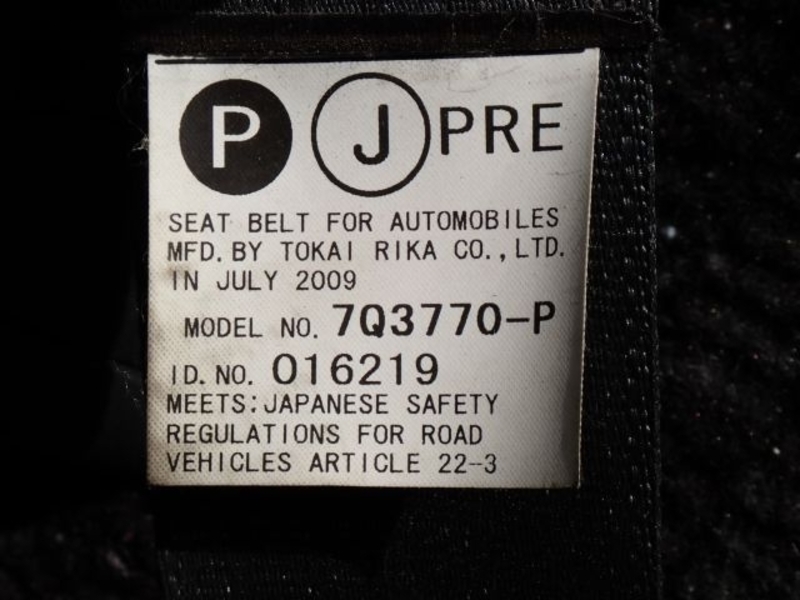 P J PRE
SEAT BELT FOR AUTOMOBILES
MFD. BY TOKAI RIKA CO., LTD.
IN JULY 2009
MODEL NO. 7Q3770-P
ID. NO. 016219
MEETS:JAPANESE SAFETY
REGULATIONS FOR ROAD
VEHICLES ARTICLE 22-3